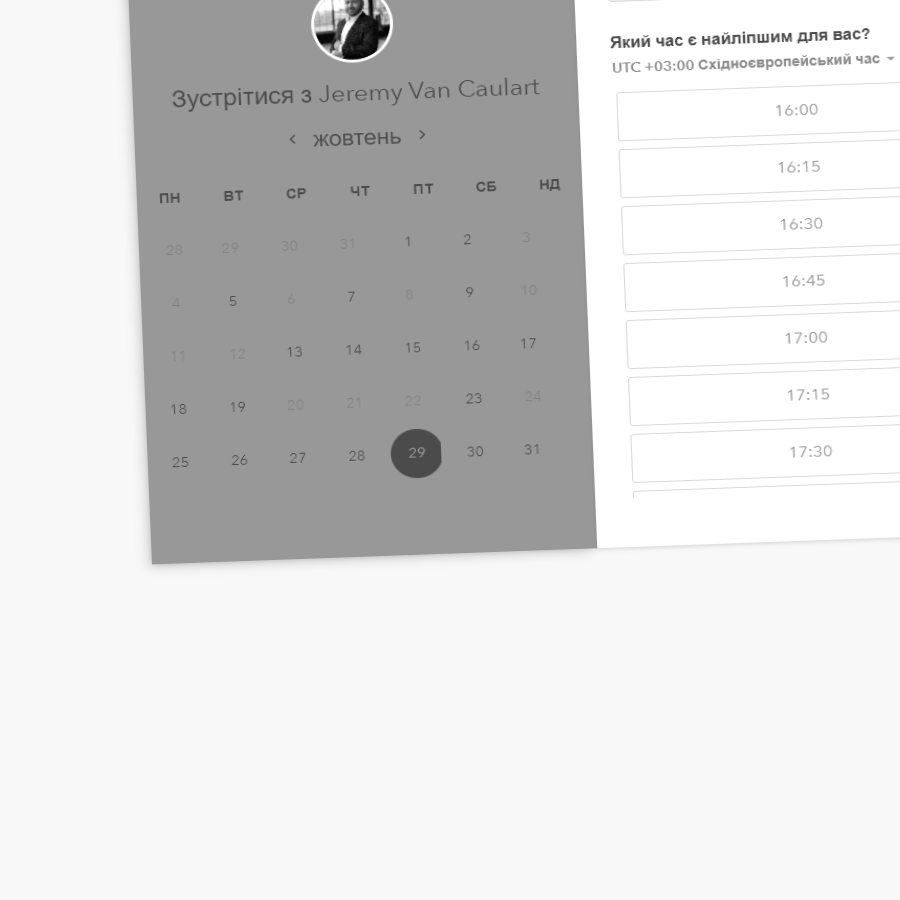 Зустрітися з Jeremy Van Caulart
жовтень
ПН ВТ СР ЧТ ПТ СБ НД
28 29 30 31 1 2 3
4 5 6 7 8 9 10
11 12 13 14 15 16 17
18 19 20 21 22 23 24
25 26 27 28 29 30 31
Який час є найліпшим для вас?
UTC +03:00 Східноєвропейський час
16:00
16:15
16:30
16:45
17:00
17:15
17:30